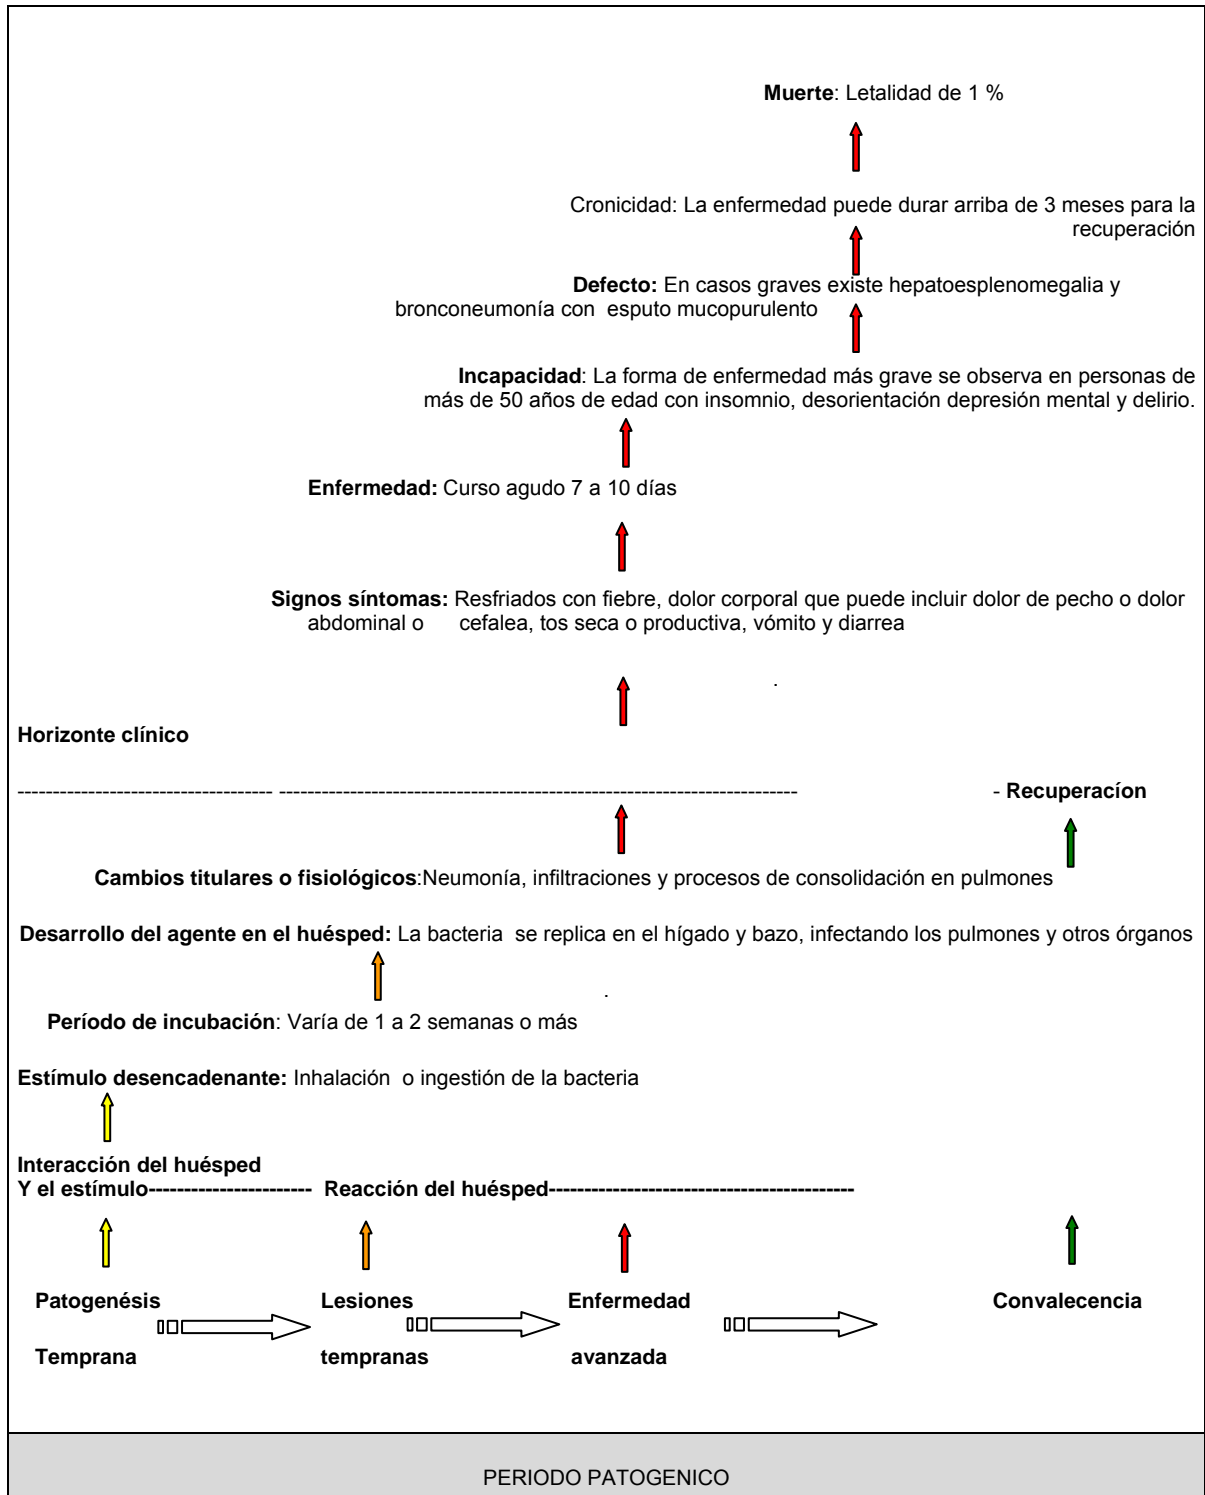 Muerte: Letalidad de 1 %
Cronicidad: La enfermedad puede durar arriba de 3 meses para la
recuperación
Defecto: En casos graves existe hepatoesplenomegalia y
bronconeumonía con esputo mucopurulento
Incapacidad: La forma de enfermedad más grave se observa en personas de
más de 50 años de edad con insomnio, desorientación depresión mental y delirio.
Enfermedad: Curso agudo 7 a 10 días
Signos síntomas: Resfriados con fiebre, dolor corporal que puede incluir dolor de pecho o dolor
abdominal o cefalea, tos seca o productiva, vómito y diarrea
.
Horizonte clínico
------------------------------------ ------------------------------------------------------------------------- - Recuperacíon
Cambios titulares o fisiológicos:Neumonía, infiltraciones y procesos de consolidación en pulmones
Desarrollo del agente en el huésped: La bacteria se replica en el hígado y bazo, infectando los pulmones y otros órganos
.
Período de incubación: Varía de 1 a 2 semanas o más
Estímulo desencadenante: Inhalación o ingestión de la bacteria
Interacción del huésped
Y el estímulo----------------------- Reacción del huésped-------------------------------------------
Patogenésis Lesiones Enfermedad Convalecencia
Temprana tempranas avanzada
PERIODO PATOGENICO